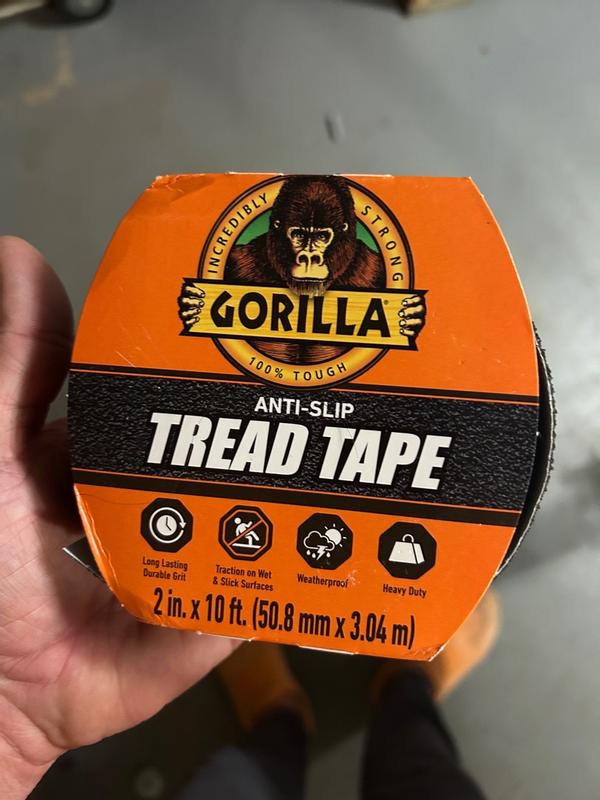 INCREDIBLY STRONG
GORILLA®
100% TOUGH
ANTI-SLIP
TREAD TAPE
Long Lasting
Durable Grit
Traction on Wet
& Slick Surfaces
Weatherproof
Heavy Duty
2 in. x 10 ft. (50.8 mm x 3.04 m)